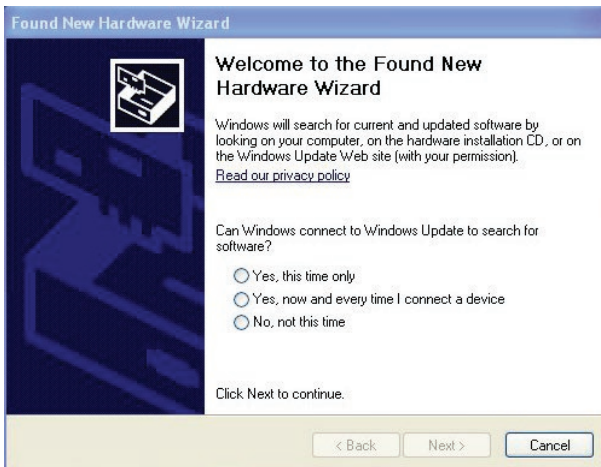 Found New Hardware Wizard
Welcome to the Found New
Hardware Wizard
Windows will search for current and updated software by
looking on your computer, on the hardware installation CD, or on
the Windows Update Web site (with your permission).
Read our privacy policy
Can Windows connect to Windows Update to search for
software?
Yes, this time only
Yes, now and every time I connect a device
No, not this time
Click Next to continue.
< Back Next > Cancel